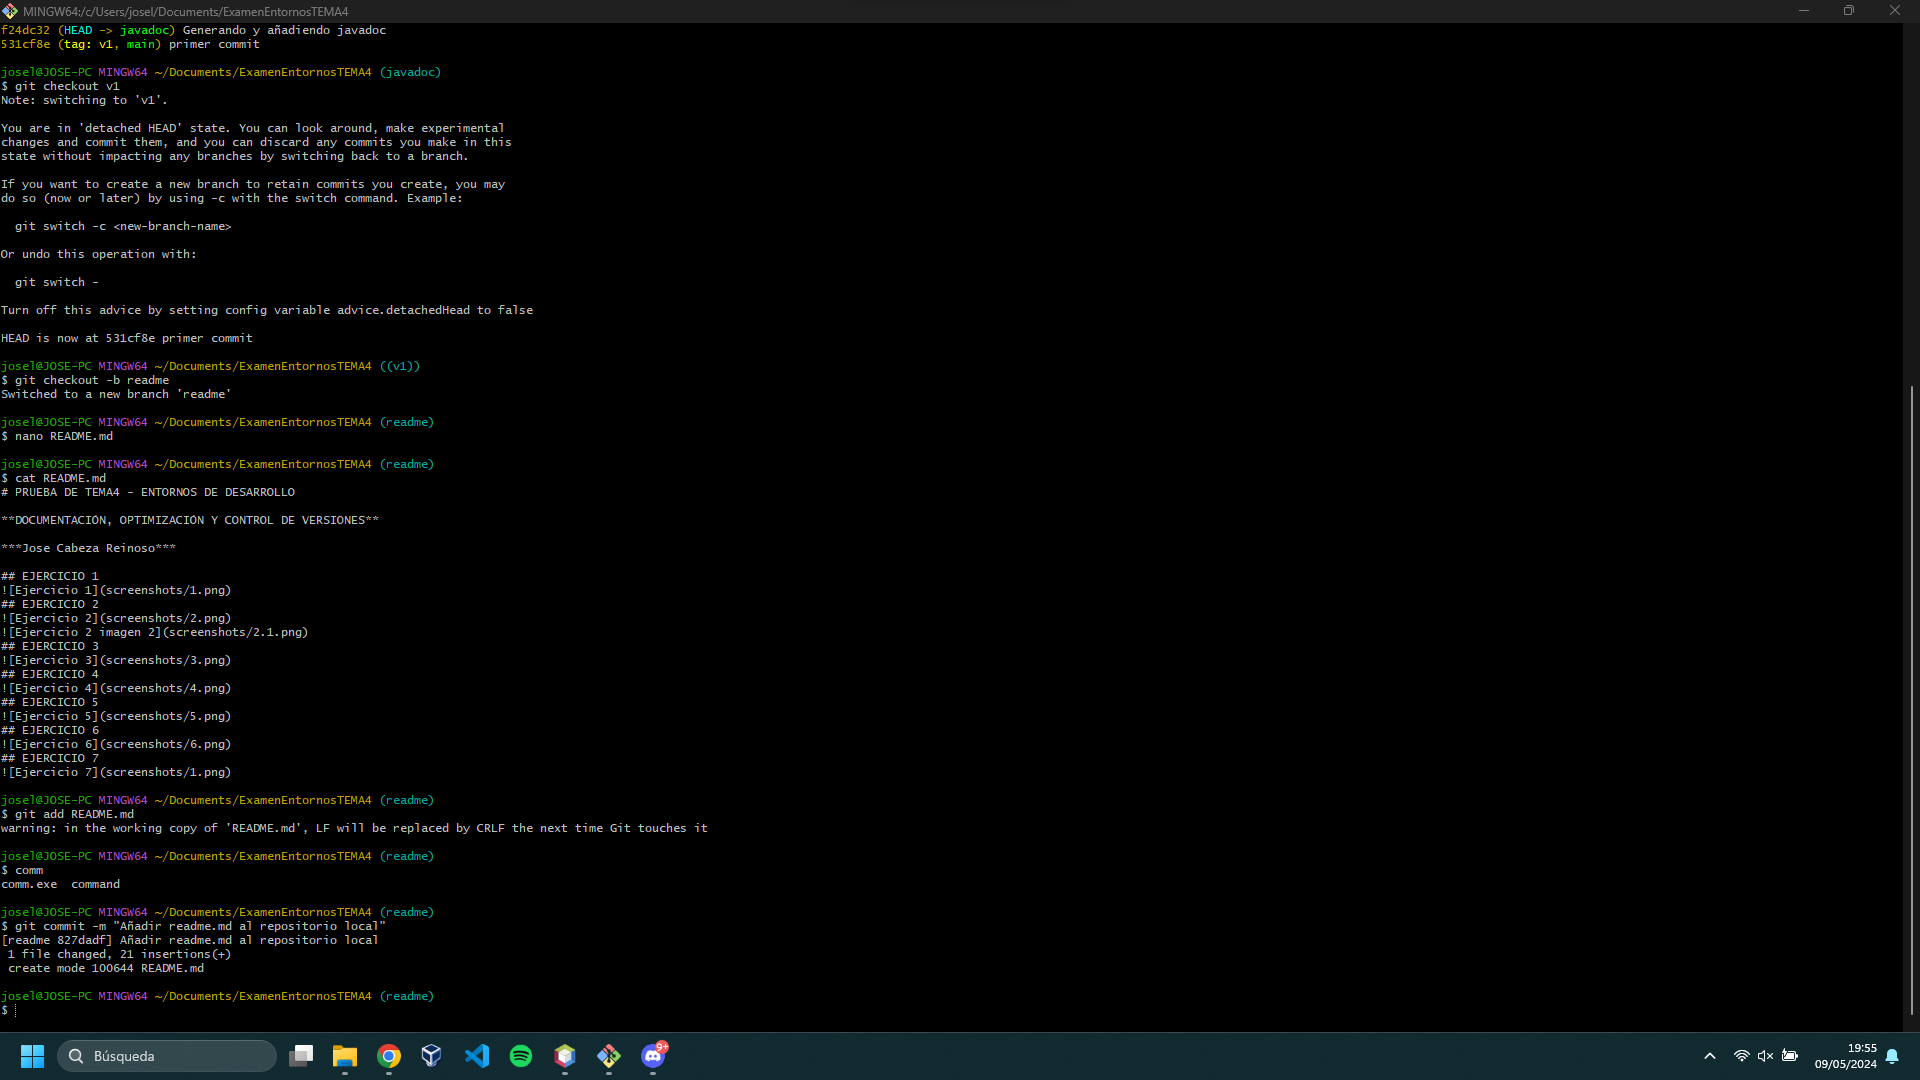 MINGW64:/c/Users/josel/Documents/ExamenEntornosTEMA4
f24dc32 (HEAD -> javadoc) Generando y añadiendo javadoc
531cf8e (tag: v1, main) primer commit
josel@JOSE-PC MINGW64 ~/Documents/ExamenEntornosTEMA4 (javadoc)
$ git checkout v1
Note: switching to 'v1'.
You are in 'detached HEAD' state. You can look around, make experimental
changes and commit them, and you can discard any commits you make in this
state without impacting any branches by switching back to a branch.
If you want to create a new branch to retain commits you create, you may
do so (now or later) by using -c with the switch command. Example:
git switch -c <new-branch-name>
Or undo this operation with:
git switch -
Turn off this advice by setting config variable advice.detachedHead to false
HEAD is now at 531cf8e primer commit
josel@JOSE-PC MINGW64 ~/Documents/ExamenEntornosTEMA4 ((v1))
$ git checkout -b readme
Switched to a new branch 'readme'
josel@JOSE-PC MINGW64 ~/Documents/ExamenEntornosTEMA4 (readme)
$ nano README.md
josel@JOSE-PC MINGW64 ~/Documents/ExamenEntornosTEMA4 (readme)
$ cat README.md
# PRUEBA DE TEMA4 - ENTORNOS DE DESARROLLO
**DOCUMENTACIÓN, OPTIMIZACIÓN Y CONTROL DE VERSIONES**
***Jose Cabeza Reinoso***
## EJERCICIO 1
![Ejercicio 1](screenshots/1.png)
## EJERCICIO 2
![Ejercicio 2](screenshots/2.png)
![Ejercicio 2 imagen 2](screenshots/2.1.png)
## EJERCICIO 3
![Ejercicio 3](screenshots/3.png)
## EJERCICIO 4
![Ejercicio 4](screenshots/4.png)
## EJERCICIO 5
![Ejercicio 5](screenshots/5.png)
## EJERCICIO 6
![Ejercicio 6](screenshots/6.png)
## EJERCICIO 7
![Ejercicio 7](screenshots/1.png)
josel@JOSE-PC MINGW64 ~/Documents/ExamenEntornosTEMA4 (readme)
$ git add README.md
warning: in the working copy of 'README.md', LF will be replaced by CRLF the next time Git touches it
josel@JOSE-PC MINGW64 ~/Documents/ExamenEntornosTEMA4 (readme)
$ comm
comm.exe  command
josel@JOSE-PC MINGW64 ~/Documents/ExamenEntornosTEMA4 (readme)
$ git commit -m "Añadir readme.md al repositorio local"
[readme 827dadf] Añadir readme.md al repositorio local
1 file changed, 21 insertions(+)
create mode 100644 README.md
josel@JOSE-PC MINGW64 ~/Documents/ExamenEntornosTEMA4 (readme)
$
Búsqueda
9+
19:55
09/05/2024